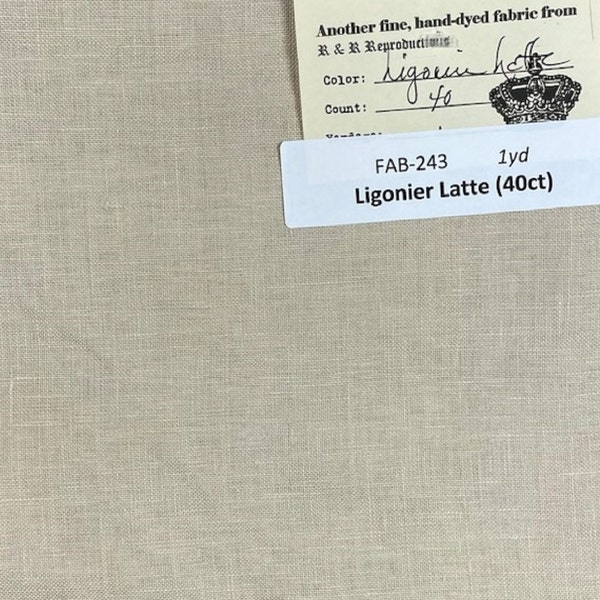 Another fine, hand-dyed fabric from
R & R Reproductions
Color: Ligonier Latte
Count: 40
FAB-243 1yd
Ligonier Latte (40ct)